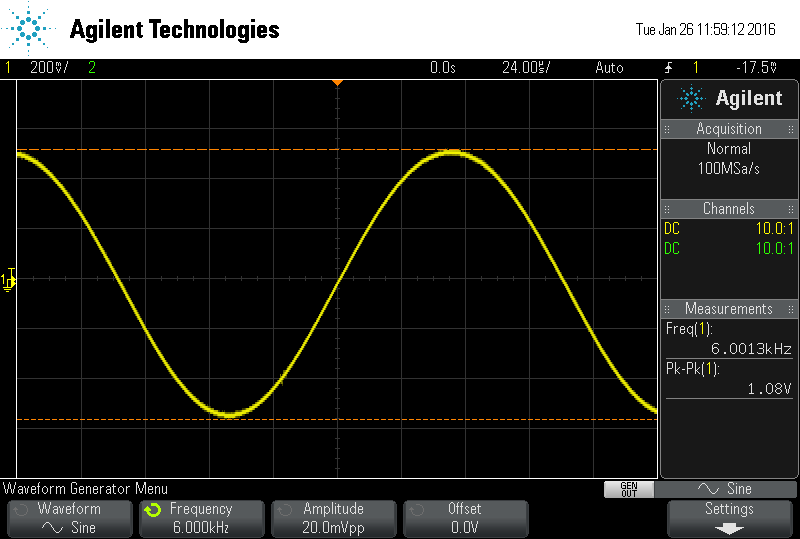 Agilent Technologies
Tue Jan 26 11:59:12 2016
1 200mV/ 2 0.0s 24.00us/ Auto 1 -17.5mV
Agilent
Acquisition
Normal
100MSa/s
Channels
DC 10.0:1
DC 10.0:1
Measurements
Freq(1):
6.0013kHz
Pk-Pk(1):
1.08V
T
1
Waveform Generator Menu
GEN
OUT
Sine
Waveform
Sine
Frequency
6.000kHz
Amplitude
20.0mVpp
Offset
0.0V
Settings